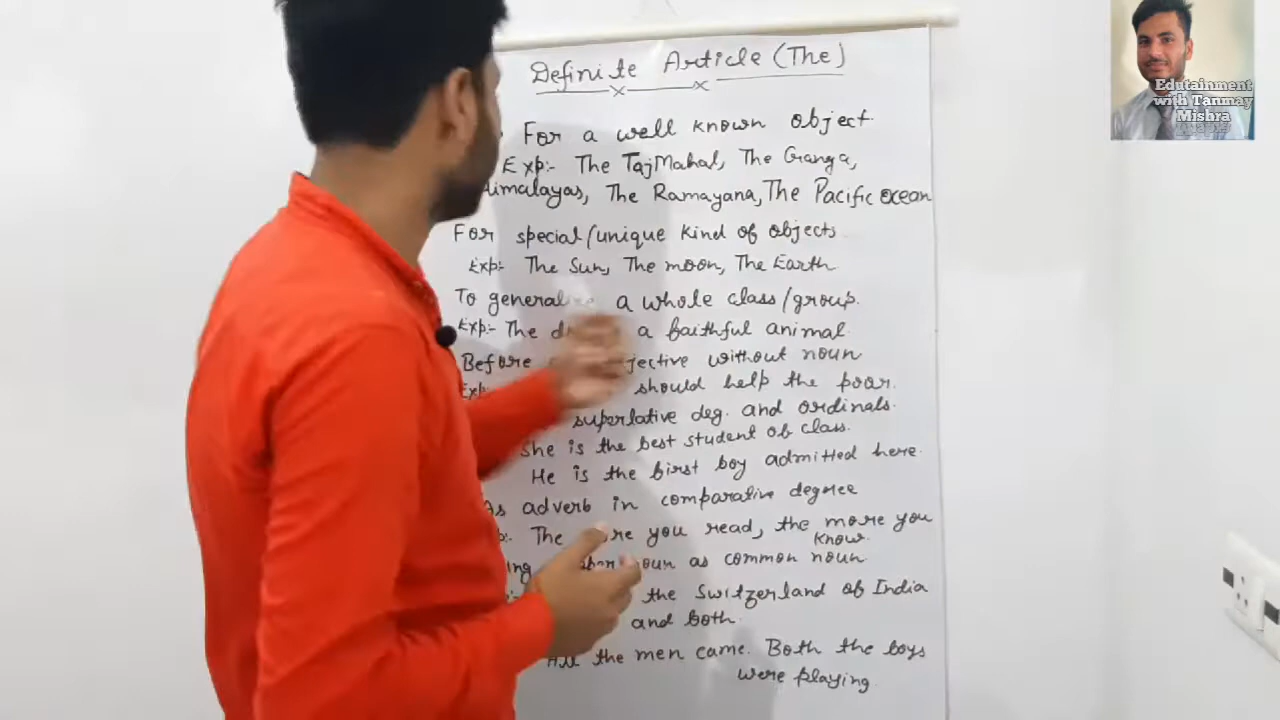 Definite Article (The)
For a well known object
Exp:- The TajMahal, The Ganga,
Himalayas, The Ramayana, The Pacific ocean
For special/unique kind of objects
Exp:- The Sun, The moon, The Earth
To a whole class/group.
Exp:- The a faithful animal
Before without noun
should help the poor.
superlative deg. and ordinals.
she is the best student of class.
He is the first boy admitted here.
As adverb in comparative degree
The you read, the more you
know.
noun as common noun
the Switzerland of India
and both.
All the men came. Both the boys
were playing.
Edutainment
with Tanmay
Mishra